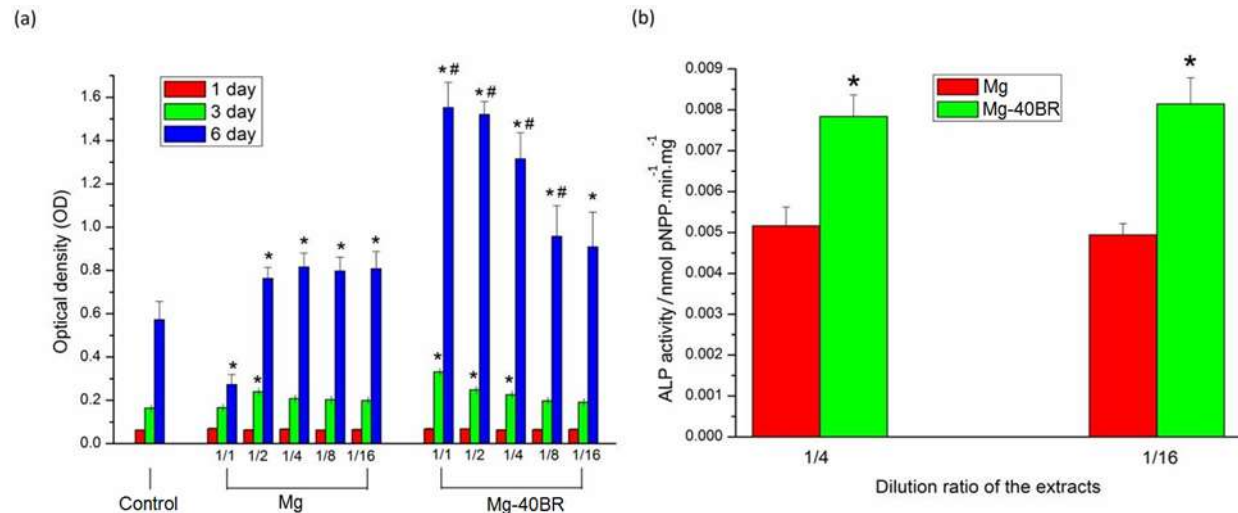 (a)
1 day
3 day
6 day
Optical density (OD)
1.6
1.4
1.2
1.0
0.8
0.6
0.4
0.2
0.0
* * * * * * *
*# *# *# *# * * * *
1/1 1/2 1/4 1/8 1/16
1/1 1/2 1/4 1/8 1/16
Control Mg Mg-40BR
(b)
Mg
Mg-40BR
* *
ALP activity / nmol pNPP.min⁻¹.mg⁻¹
0.009
0.008
0.007
0.006
0.005
0.004
0.003
0.002
0.001
0.000
1/4 1/16
Dilution ratio of the extracts